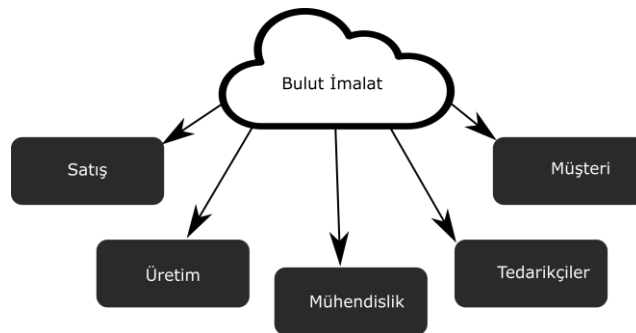 Bulut İmalat
Satış
Müşteri
Üretim
Tedarikçiler
Mühendislik